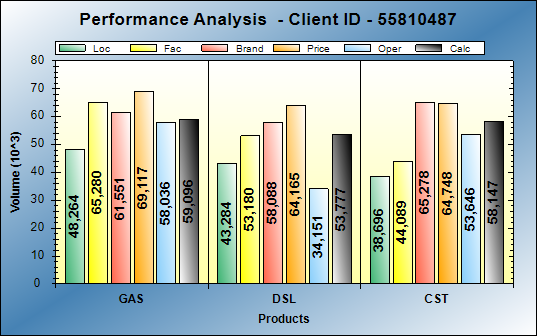 Performance Analysis - Client ID - 55810487
Loc Fac Brand Price Oper Calc
Volume (10^3)
80
70
60
50
40
30
20
10
0
48,264 65,280 61,551 69,117 58,036 59,096
43,284 53,180 58,088 64,165 34,151 53,777
38,696 44,089 65,278 64,748 53,646 58,147
GAS DSL CST
Products